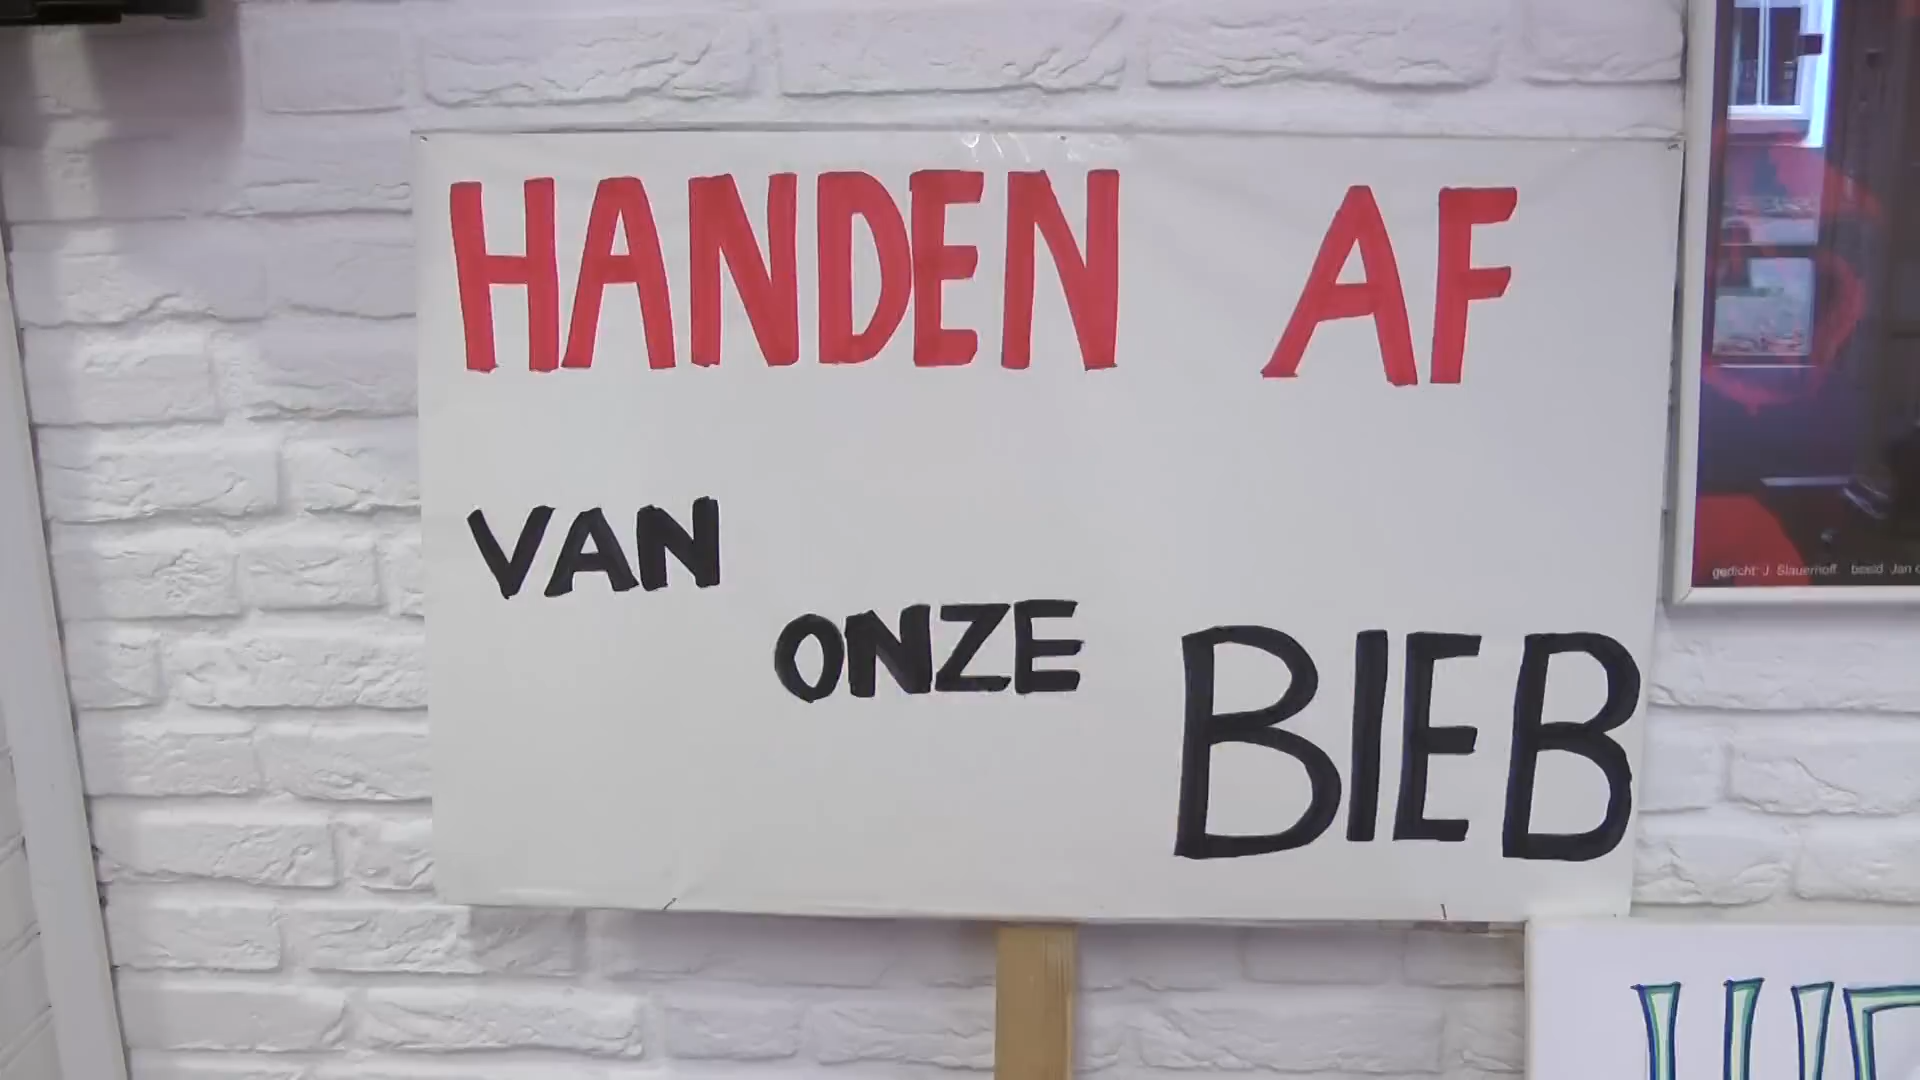 HANDEN AF
VAN
ONZE
BIEB
gedicht: J. Slauerhoff beeld Jan